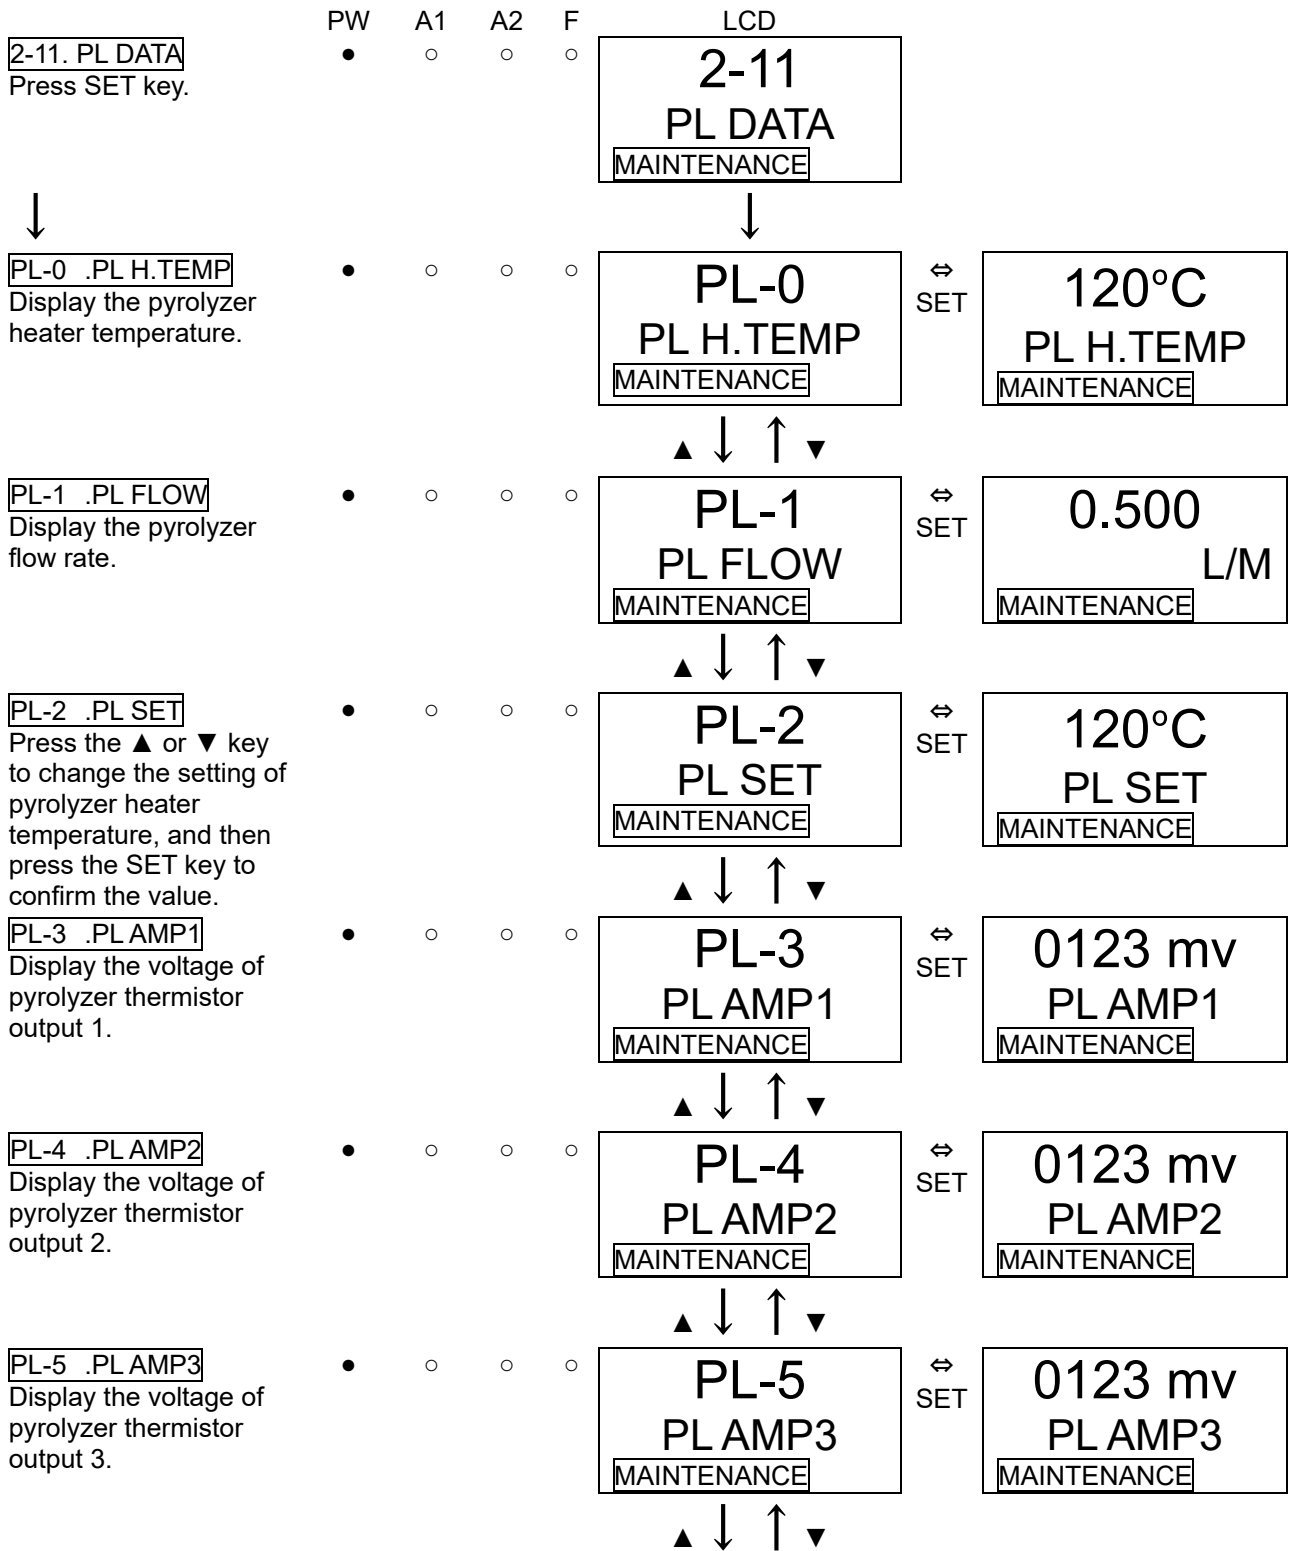 PW A1 A2 F LCD
2-11. PL DATA ● ○ ○ ○ 2-11
Press SET key.
PL DATA
MAINTENANCE
↓ ↓
PL-0 .PL H.TEMP ● ○ ○ ○ PL-0 ⇔ 120°C
Display the pyrolyzer SET
heater temperature.
PL H.TEMP PL H.TEMP
MAINTENANCE MAINTENANCE
▲ ↓ ↑ ▼
PL-1 .PL FLOW ● ○ ○ ○ PL-1 ⇔ 0.500
Display the pyrolyzer SET
flow rate.
PL FLOW L/M
MAINTENANCE MAINTENANCE
▲ ↓ ↑ ▼
PL-2 .PL SET ● ○ ○ ○ PL-2 ⇔ 120°C
Press the ▲ or ▼ key SET
to change the setting of
pyrolyzer heater
temperature, and then
press the SET key to
confirm the value.
PL SET PL SET
MAINTENANCE MAINTENANCE
▲ ↓ ↑ ▼
PL-3 .PL AMP1 ● ○ ○ ○ PL-3 ⇔ 0123 mv
Display the voltage of SET
pyrolyzer thermistor
output 1.
PL AMP1 PL AMP1
MAINTENANCE MAINTENANCE
▲ ↓ ↑ ▼
PL-4 .PL AMP2 ● ○ ○ ○ PL-4 ⇔ 0123 mv
Display the voltage of SET
pyrolyzer thermistor
output 2.
PL AMP2 PL AMP2
MAINTENANCE MAINTENANCE
▲ ↓ ↑ ▼
PL-5 .PL AMP3 ● ○ ○ ○ PL-5 ⇔ 0123 mv
Display the voltage of SET
pyrolyzer thermistor
output 3.
PL AMP3 PL AMP3
MAINTENANCE MAINTENANCE
▲ ↓ ↑ ▼